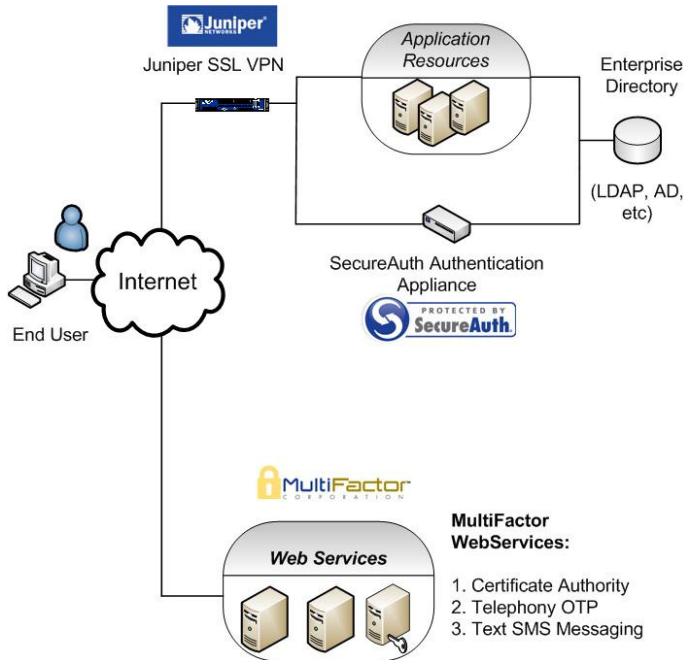 Juniper®
NETWORKS
Juniper SSL VPN
Application
Resources
Enterprise
Directory
(LDAP, AD,
etc)
Internet
End User
SecureAuth Authentication
Appliance
PROTECTED BY
SecureAuth.
MultiFactor
CORPORATION
Web Services
MultiFactor
WebServices:
1. Certificate Authority
2. Telephony OTP
3. Text SMS Messaging